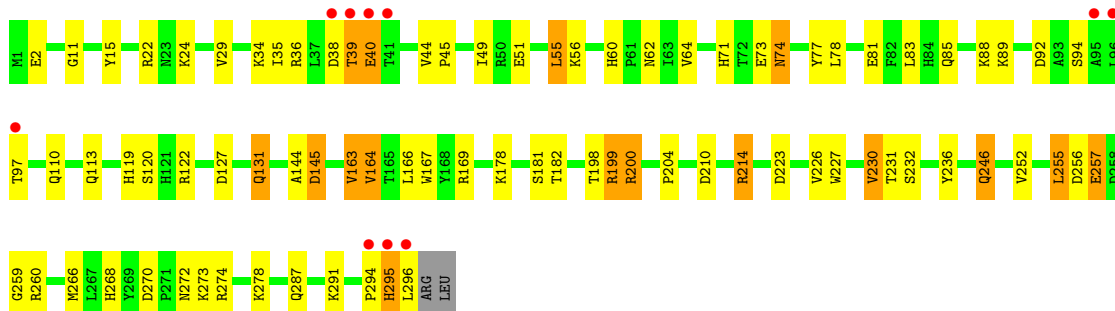 M1 E2 G11 Y15 R22 N23 K24 V29 K34 I35 R36 L37 D38 T39 E40 T41 V44 P45 I49 R50 E51 L55 K56 H60 P61 N62 I63 V64 H71 T72 E73 N74 Y77 L78 E81 F82 L83 H84 Q85 K88 K89 D92 A93 S94 A95 L96
T97 Q110 Q113 H119 S120 H121 R122 D127 Q131 A144 D145 V163 V164 T165 L166 W167 Y168 R169 K178 S181 T182 T198 R199 R200 P204 D210 R214 D223 V226 W227 V230 T231 S232 Y236 Q246 V252 L255 D256 E257 D258
G259 R260 M266 L267 H268 Y269 D270 P271 N272 K273 R274 K278 Q287 K291 P294 H295 L296 ARG LEU